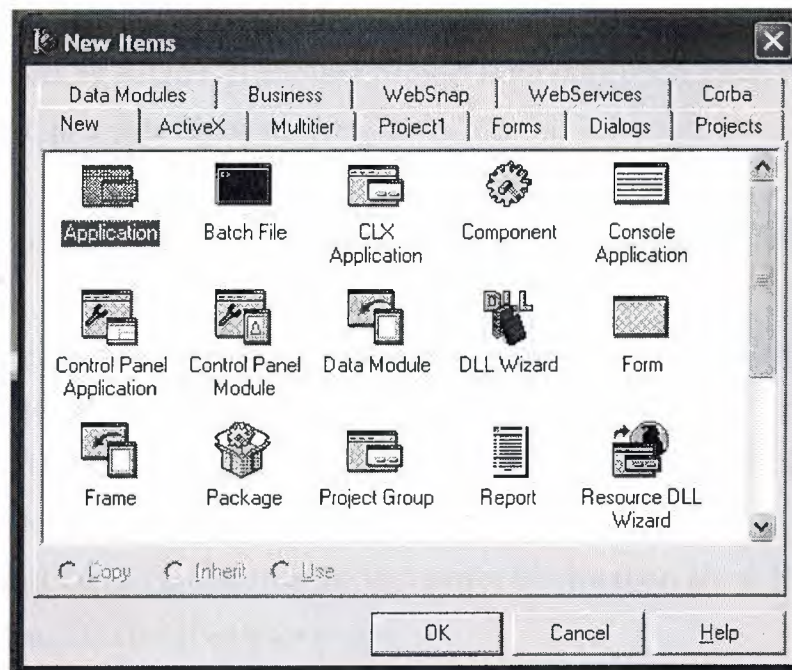 New Items
Data Modules Business WebSnap WebServices Corba
New ActiveX Multitier Project1 Forms Dialogs Projects
Application Batch File CLX Application Component Console Application
Control Panel Application Control Panel Module Data Module DLL Wizard Form
Frame Package Project Group Report Resource DLL Wizard
Copy Inherit Use
OK Cancel Help